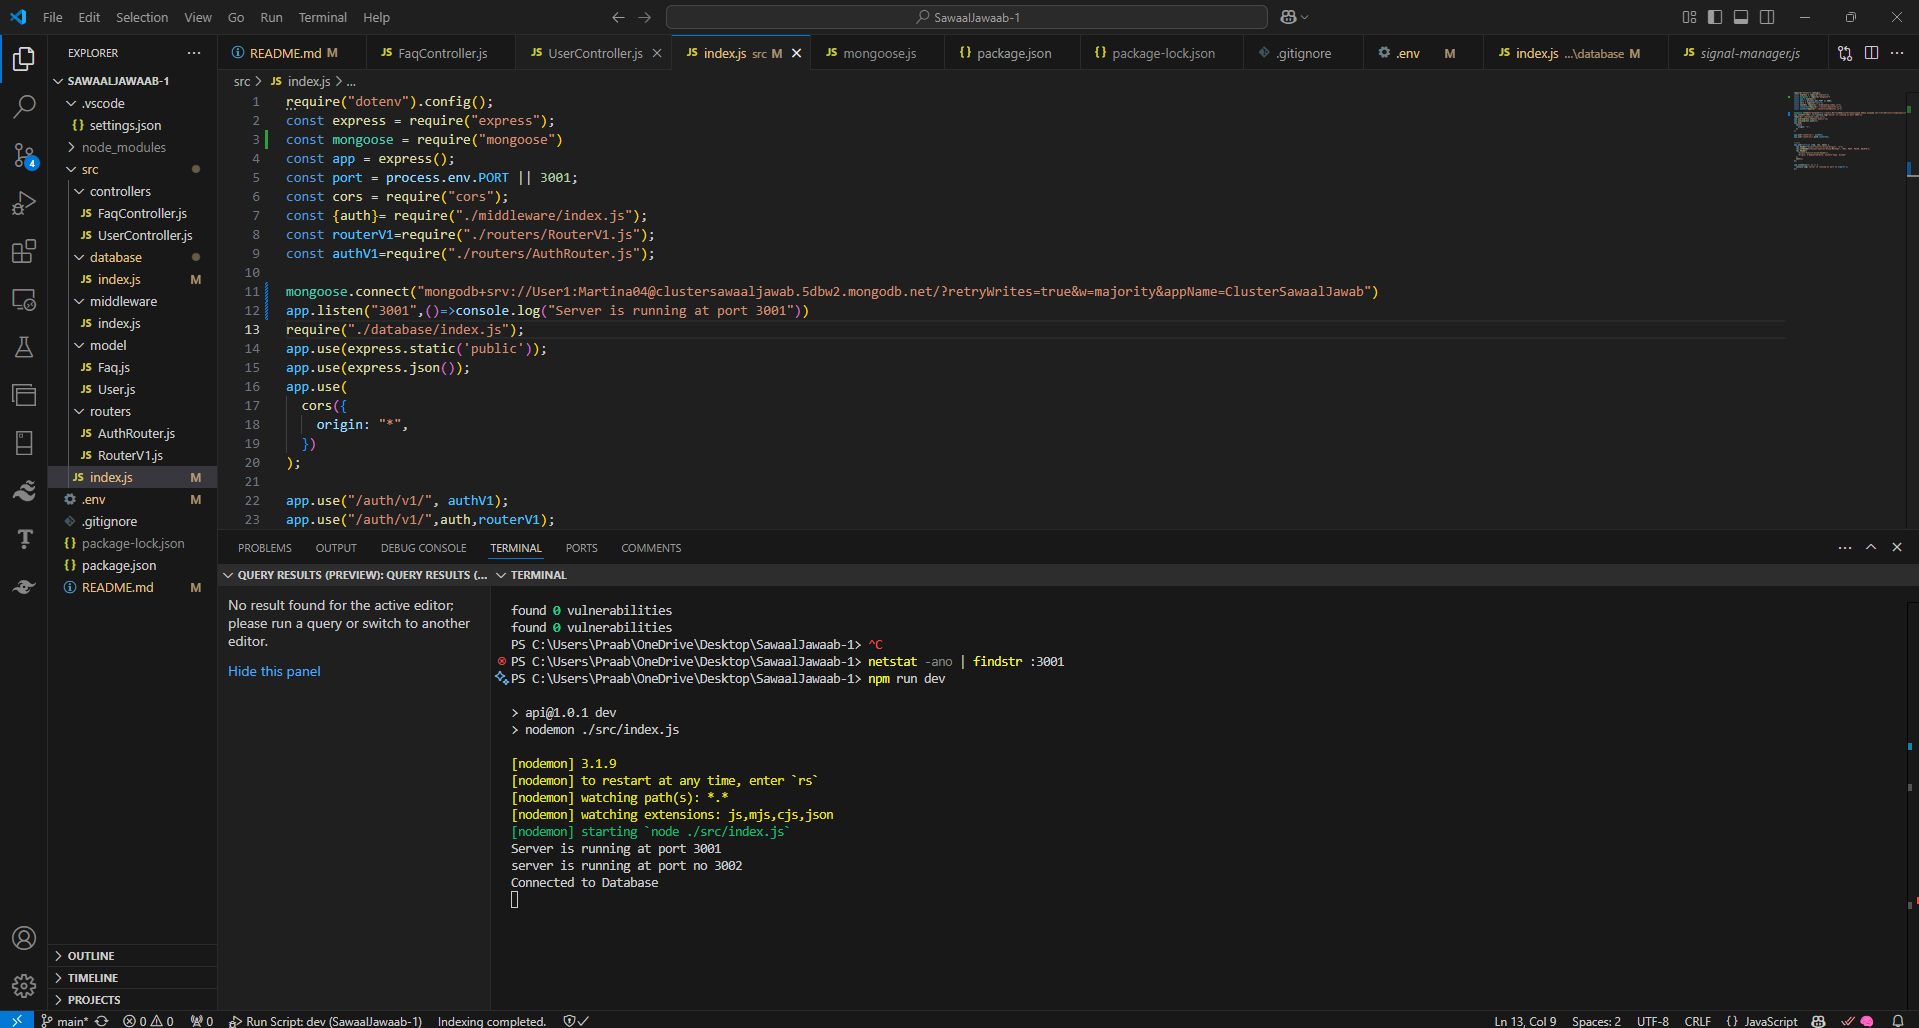 File Edit Selection View Go Run Terminal Help
SawaalJawaab-1
EXPLORER
README.md M
FaqController.js
UserController.js
index.js src M
mongoose.js
package.json
package-lock.json
.gitignore
.env M
index.js ...\database M
signal-manager.js
SAWAALJAWAAB-1
.vscode
settings.json
node_modules
src
controllers
FaqController.js
UserController.js
database
index.js M
middleware
index.js
model
Faq.js
User.js
routers
AuthRouter.js
RouterV1.js
index.js M
.env M
.gitignore
package-lock.json
package.json
README.md M
OUTLINE
TIMELINE
PROJECTS
4
src > JS index.js > ...
1 require("dotenv").config();
2 const express = require("express");
3 const mongoose = require("mongoose")
4 const app = express();
5 const port = process.env.PORT || 3001;
6 const cors = require("cors");
7 const {auth}= require("./middleware/index.js");
8 const routerV1=require("./routers/RouterV1.js");
9 const authV1=require("./routers/AuthRouter.js");
10
11 mongoose.connect("mongodb+srv://User1:Martina04@clustersawaaljawab.5dbw2.mongodb.net/?retryWrites=true&w=majority&appName=ClusterSawaalJawab")
12 app.listen("3001",()=>console.log("Server is running at port 3001"))
13 require("./database/index.js");
14 app.use(express.static('public'));
15 app.use(express.json());
16 app.use(
17 cors({
18 origin: "*",
19 })
20 );
21
22 app.use("/auth/v1/", authV1);
23 app.use("/auth/v1/",auth,routerV1);
PROBLEMS OUTPUT DEBUG CONSOLE TERMINAL PORTS COMMENTS
QUERY RESULTS (PREVIEW): QUERY RESULTS (...
TERMINAL
No result found for the active editor;
please run a query or switch to another
editor.
Hide this panel
found 0 vulnerabilities
found 0 vulnerabilities
PS C:\Users\Praab\OneDrive\Desktop\SawaalJawaab-1> ^C
PS C:\Users\Praab\OneDrive\Desktop\SawaalJawaab-1> netstat -ano | findstr :3001
PS C:\Users\Praab\OneDrive\Desktop\SawaalJawaab-1> npm run dev
> api@1.0.1 dev
> nodemon ./src/index.js
[nodemon] 3.1.9
[nodemon] to restart at any time, enter `rs`
[nodemon] watching path(s): *.*
[nodemon] watching extensions: js,mjs,cjs,json
[nodemon] starting `node ./src/index.js`
Server is running at port 3001
server is running at port no 3002
Connected to Database
main* 0 0 0 Run Script: dev (SawaalJawaab-1) Indexing completed. Ln 13, Col 9 Spaces: 2 UTF-8 CRLF {} JavaScript